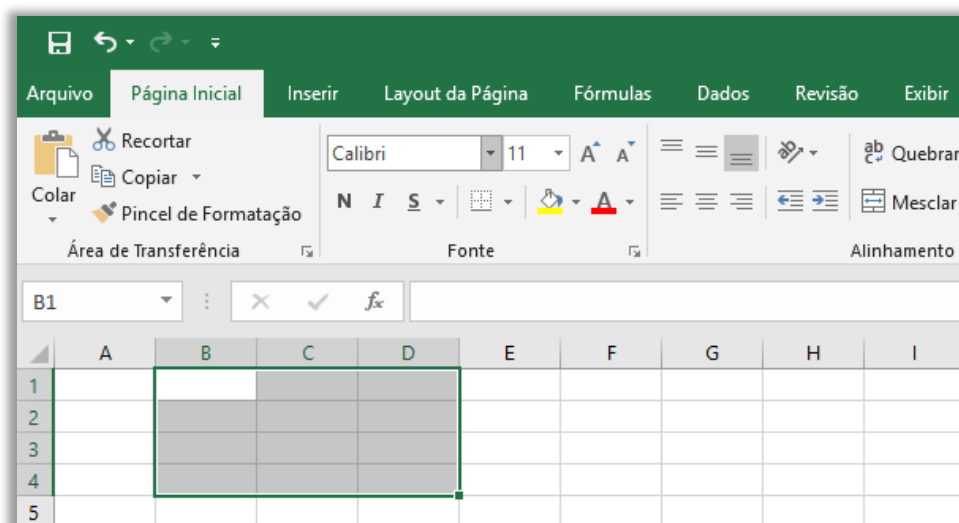 Arquivo Página Inicial Inserir Layout da Página Fórmulas Dados Revisão Exibir
Recortar
Copiar
Pincel de Formatação
Colar
Área de Transferência
Calibri 11 A A
N I S A
Fonte
ab
c Quebrar
Mesclar
Alinhamento
B1 fx
A B C D E F G H I
1
2
3
4
5